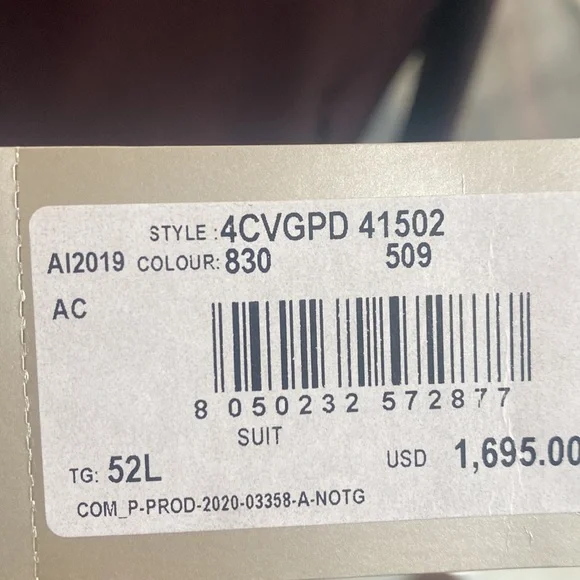 STYLE : 4CVGPD 41502
AI2019 COLOUR: 830 509
AC
8 050232 572877
SUIT
TG: 52L USD 1,695.00
COM_P-PROD-2020-03358-A-NOTG